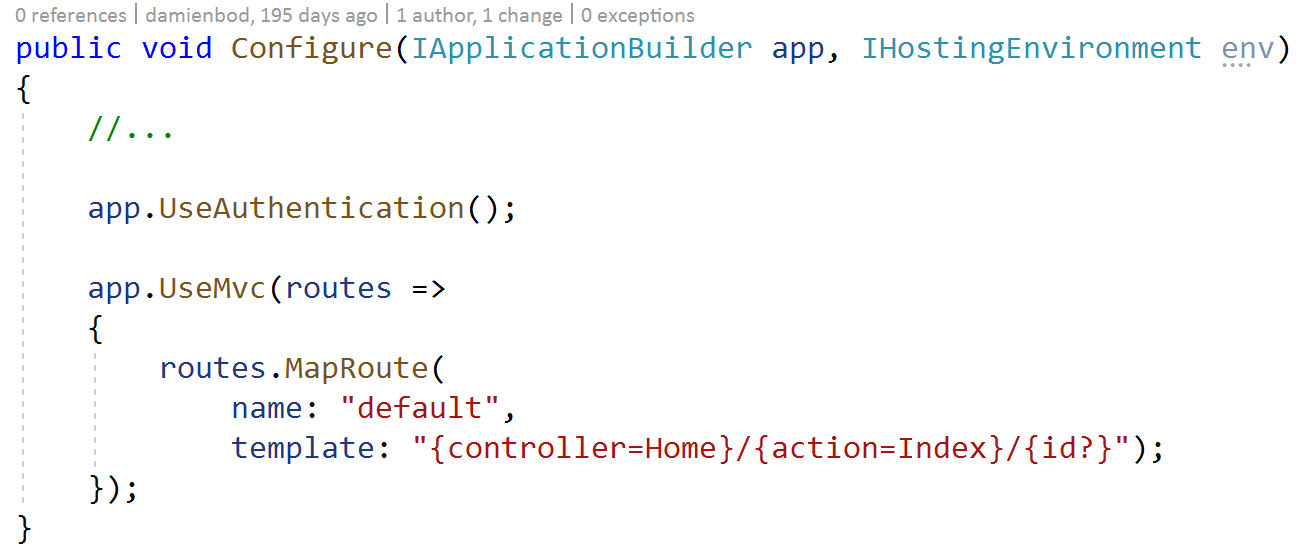 0 references | damienbod, 195 days ago | 1 author, 1 change | 0 exceptions
public void Configure(IApplicationBuilder app, IHostingEnvironment env)
{
    //...

    app.UseAuthentication();

    app.UseMvc(routes =>
    {
        routes.MapRoute(
            name: "default",
            template: "{controller=Home}/{action=Index}/{id?}");
    });
}